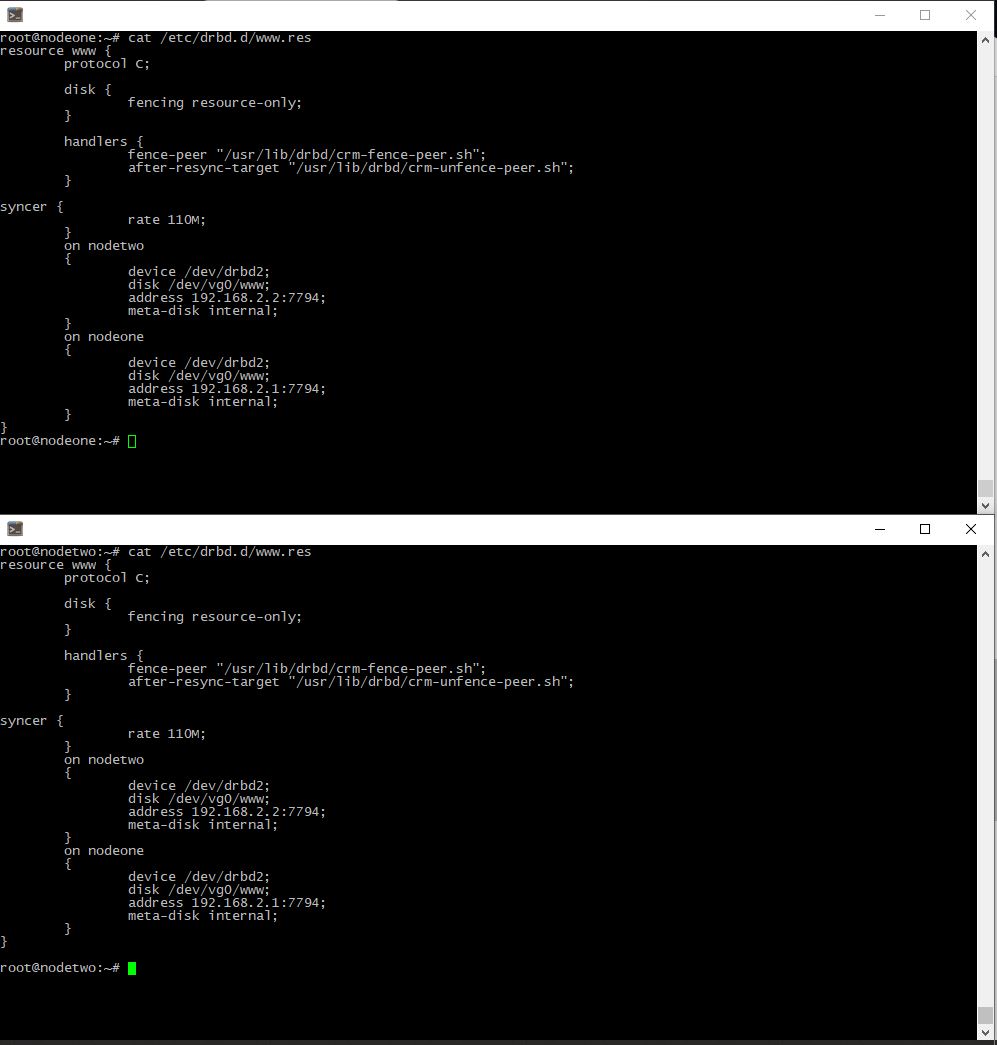 root@nodeone:~# cat /etc/drbd.d/www.res
resource www {
        protocol C;

        disk {
                fencing resource-only;
        }

        handlers {
                fence-peer "/usr/lib/drbd/crm-fence-peer.sh";
                after-resync-target "/usr/lib/drbd/crm-unfence-peer.sh";
        }

syncer {
                rate 110M;
        }
        on nodetwo
        {
                device /dev/drbd2;
                disk /dev/vg0/www;
                address 192.168.2.2:7794;
                meta-disk internal;
        }
        on nodeone
        {
                device /dev/drbd2;
                disk /dev/vg0/www;
                address 192.168.2.1:7794;
                meta-disk internal;
        }
}
root@nodeone:~#
root@nodetwo:~# cat /etc/drbd.d/www.res
resource www {
        protocol C;

        disk {
                fencing resource-only;
        }

        handlers {
                fence-peer "/usr/lib/drbd/crm-fence-peer.sh";
                after-resync-target "/usr/lib/drbd/crm-unfence-peer.sh";
        }

syncer {
                rate 110M;
        }
        on nodetwo
        {
                device /dev/drbd2;
                disk /dev/vg0/www;
                address 192.168.2.2:7794;
                meta-disk internal;
        }
        on nodeone
        {
                device /dev/drbd2;
                disk /dev/vg0/www;
                address 192.168.2.1:7794;
                meta-disk internal;
        }
}

root@nodetwo:~#